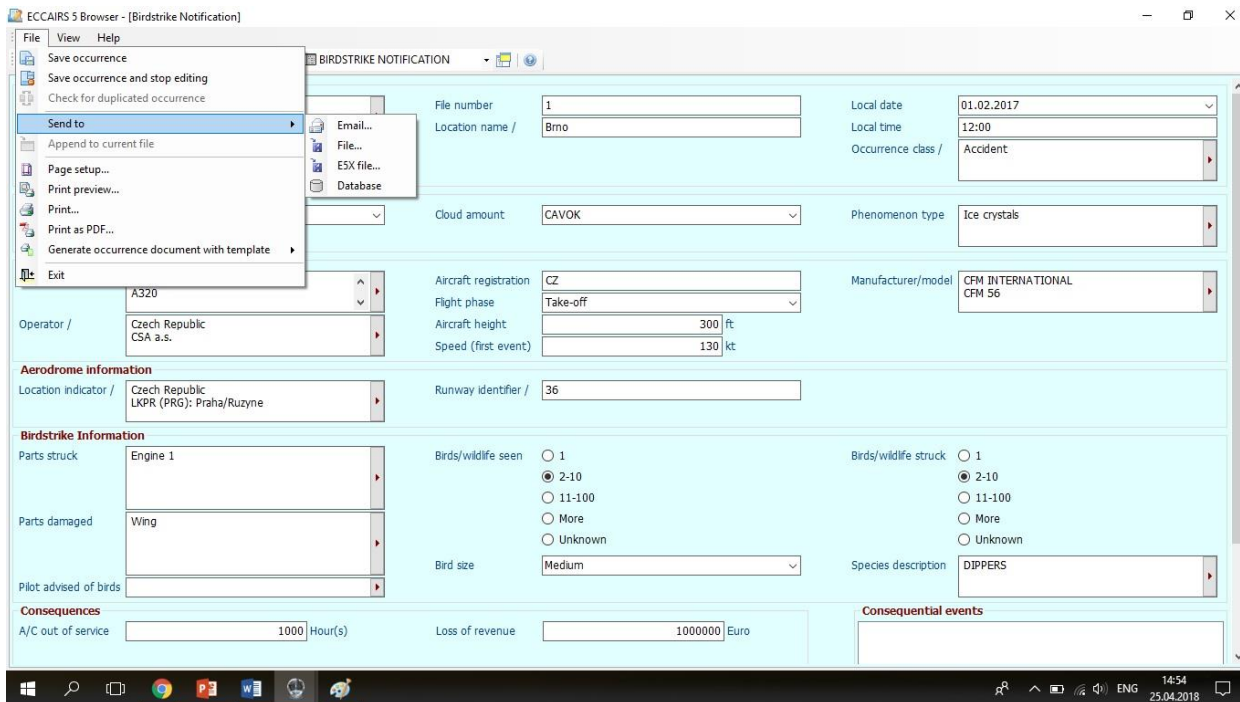 ECCAIRS 5 Browser - [Birdstrike Notification]
File View Help
BIRDSTRIKE NOTIFICATION
Save occurrence
Save occurrence and stop editing
Check for duplicated occurrence
Send to
Append to current file
Page setup...
Print preview...
Print...
Print as PDF...
Generate occurrence document with template
Exit
Email...
File...
E5X file...
Database
File number 1
Location name / Brno
Local date 01.02.2017
Local time 12:00
Occurrence class / Accident
Cloud amount CAVOK
Phenomenon type Ice crystals
A320
Operator / Czech Republic
CSA a.s.
Aircraft registration CZ
Flight phase Take-off
Aircraft height 300 ft
Speed (first event) 130 kt
Manufacturer/model CFM INTERNATIONAL
CFM 56
Aerodrome information
Location indicator / Czech Republic
LKPR (PRG): Praha/Ruzyne
Runway identifier / 36
Birdstrike Information
Parts struck Engine 1
Parts damaged Wing
Pilot advised of birds
Birds/wildlife seen 1
2-10
11-100
More
Unknown
Bird size Medium
Birds/wildlife struck 1
2-10
11-100
More
Unknown
Species description DIPPERS
Consequences
A/C out of service 1000 Hour(s)
Loss of revenue 1000000 Euro
Consequential events
ENG
14:54
25.04.2018